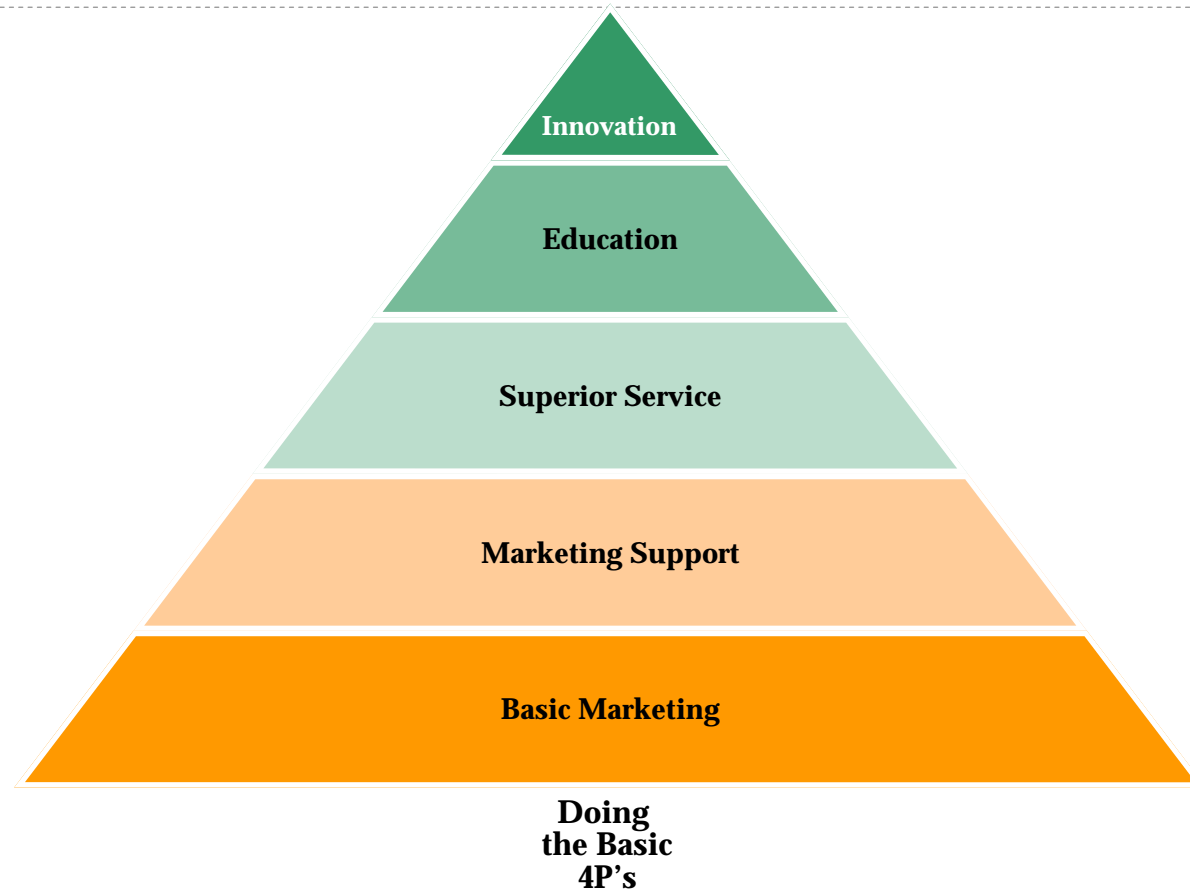 Innovation
Education
Superior Service
Marketing Support
Basic Marketing
Doing
the Basic
4P's